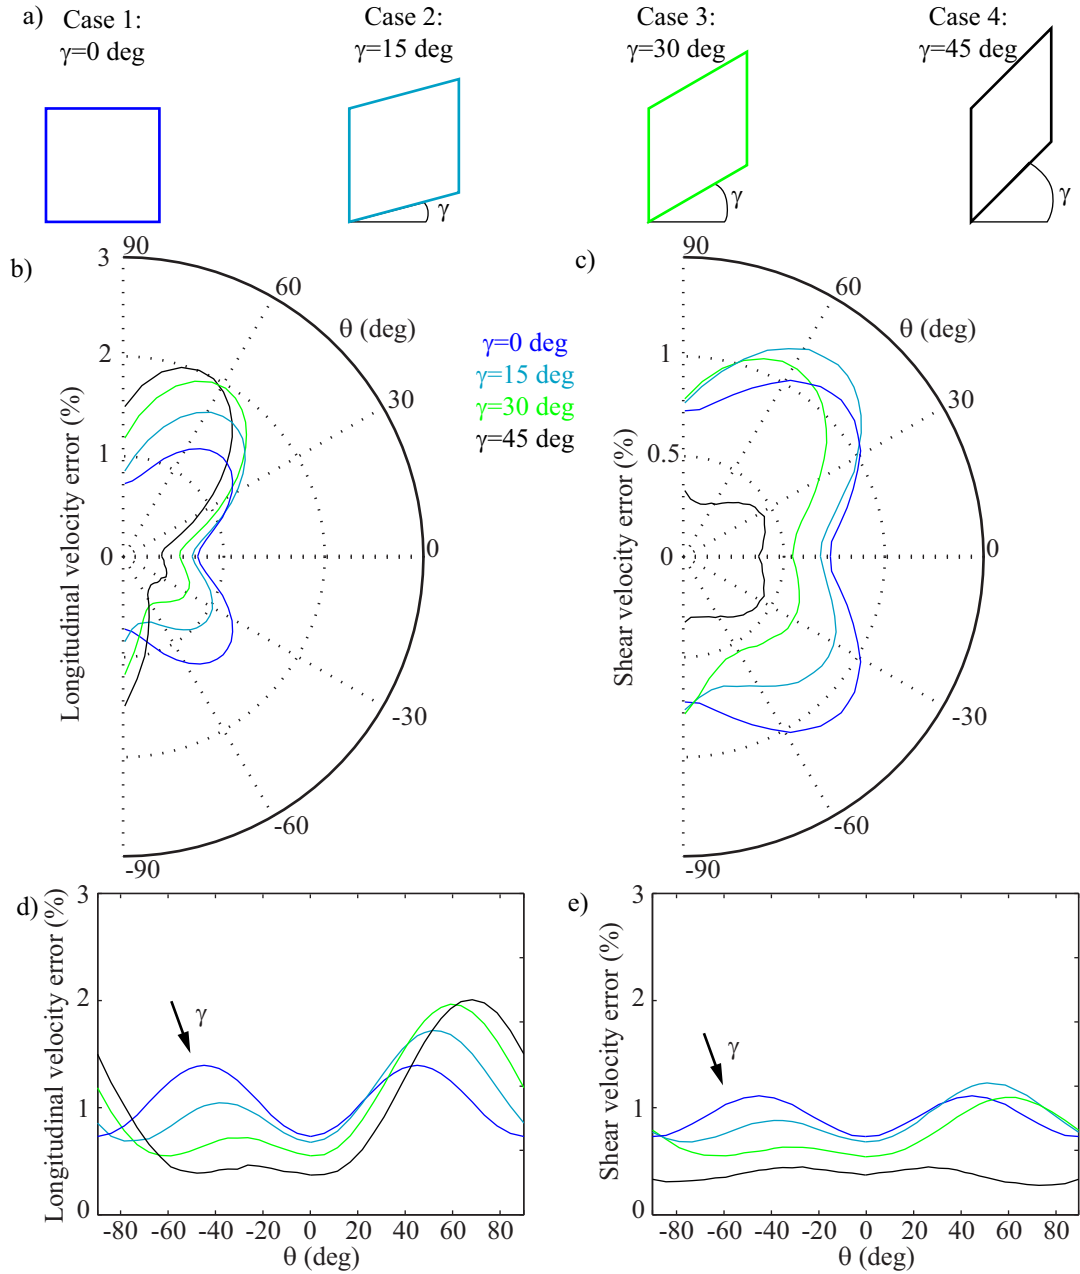 a)
Case 1:
γ=0 deg
Case 2:
γ=15 deg
Case 3:
γ=30 deg
Case 4:
γ=45 deg
γ
γ
γ
γ
b)
Longitudinal velocity error (%)
3
2
1
0
90
60
30
0
-30
-60
-90
θ (deg)
γ=0 deg
γ=15 deg
γ=30 deg
γ=45 deg
c)
Shear velocity error (%)
1
0.5
0
90
60
30
0
-30
-60
-90
θ (deg)
d)
Longitudinal velocity error (%)
3
2
1
0
γ
-80 -60 -40 -20 0 20 40 60 80
θ (deg)
e)
Shear velocity error (%)
3
2
1
0
γ
-80 -60 -40 -20 0 20 40 60 80
θ (deg)